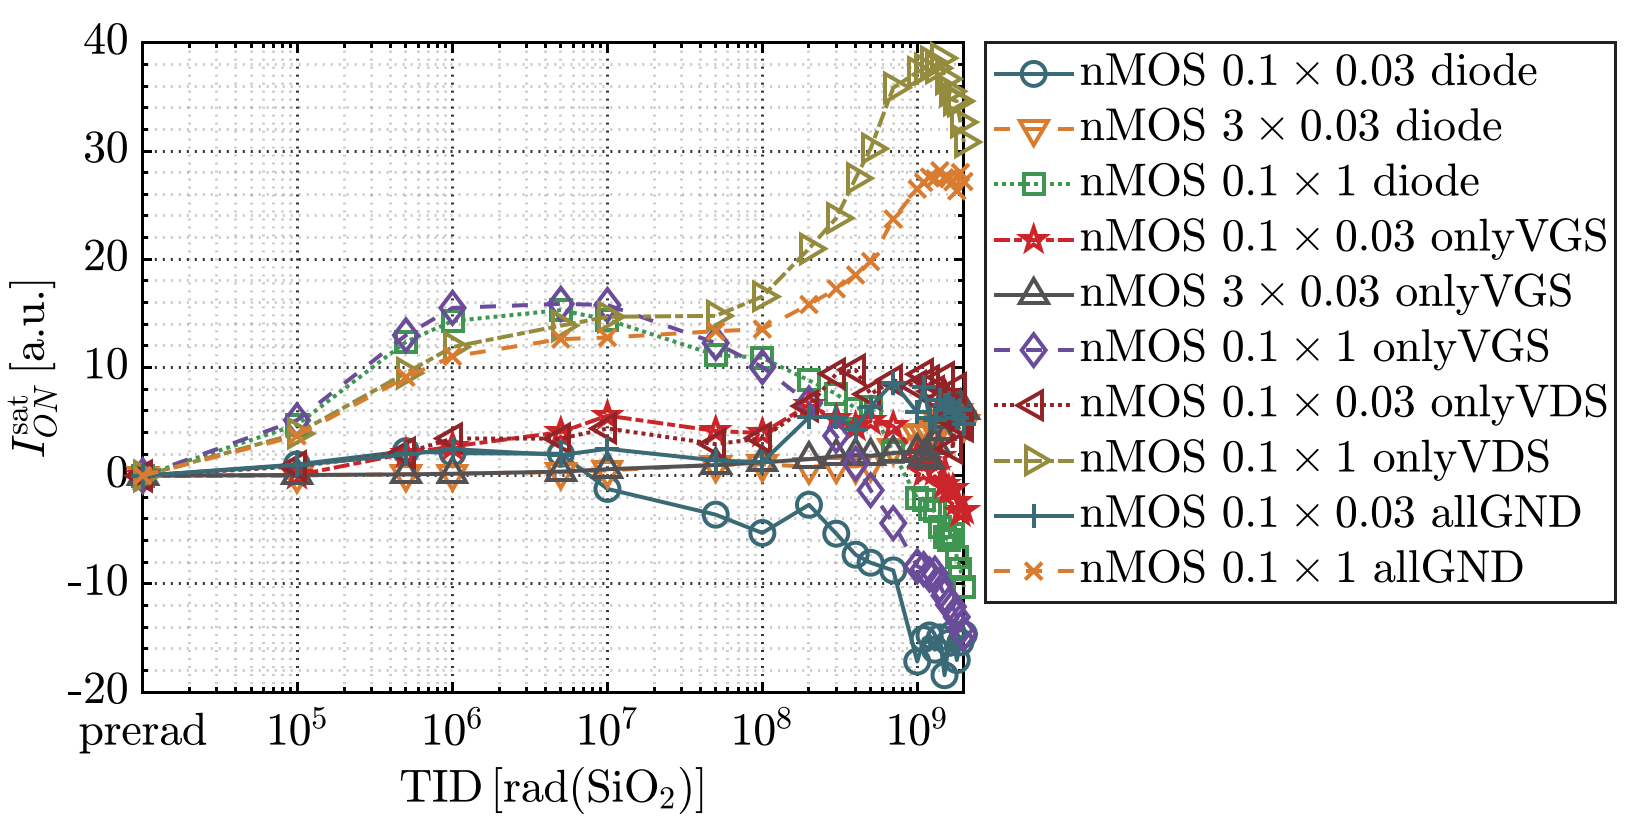 40
30
20
10
0
-10
-20
I_ON^sat [a.u.]
prerad 10^5 10^6 10^7 10^8 10^9
TID [rad(SiO₂)]
nMOS 0.1 × 0.03 diode
nMOS 3 × 0.03 diode
nMOS 0.1 × 1 diode
nMOS 0.1 × 0.03 onlyVGS
nMOS 3 × 0.03 onlyVGS
nMOS 0.1 × 1 onlyVGS
nMOS 0.1 × 0.03 onlyVDS
nMOS 0.1 × 1 onlyVDS
nMOS 0.1 × 0.03 allGND
nMOS 0.1 × 1 allGND